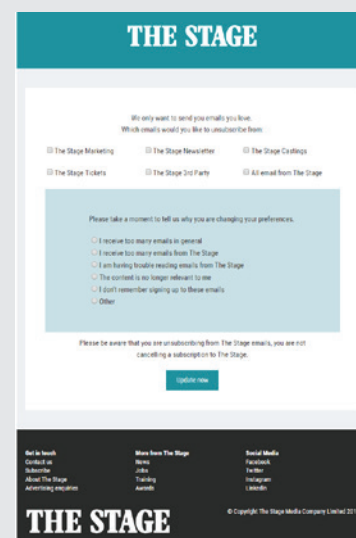 THE STAGE
We only want to send you emails you love.
Which emails would you like to unsubscribe from:
The Stage Marketing
The Stage Newsletter
The Stage Castings
The Stage Tickets
The Stage 3rd Party
All email from The Stage
Please take a moment to tell us why you are changing your preferences.
I receive too many emails in general
I receive too many emails from The Stage
I am having trouble reading emails from The Stage
The content is no longer relevant to me
I don't remember signing up to these emails
Other
Please be aware that you are unsubscribing from The Stage emails, you are not
cancelling a subscription to The Stage.
Update now
Get in touch
Contact us
Subscribe
About The Stage
Advertising enquiries
More from The Stage
News
Jobs
Training
Awards
Social Media
Facebook
Twitter
Instagram
LinkedIn
THE STAGE
© Copyright The Stage Media Company Limited